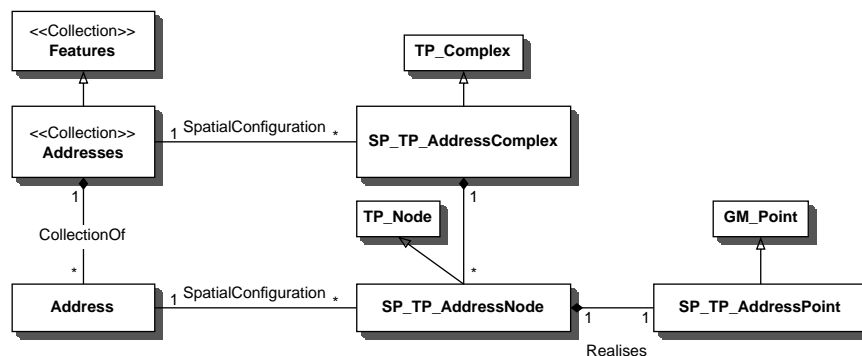 <<Collection>>
Features
TP_Complex
<<Collection>>
Addresses
1
SpatialConfiguration
*
SP_TP_AddressComplex
1
1
TP_Node
GM_Point
CollectionOf
*
*
Address
1
SpatialConfiguration
*
SP_TP_AddressNode
1
1
SP_TP_AddressPoint
Realises